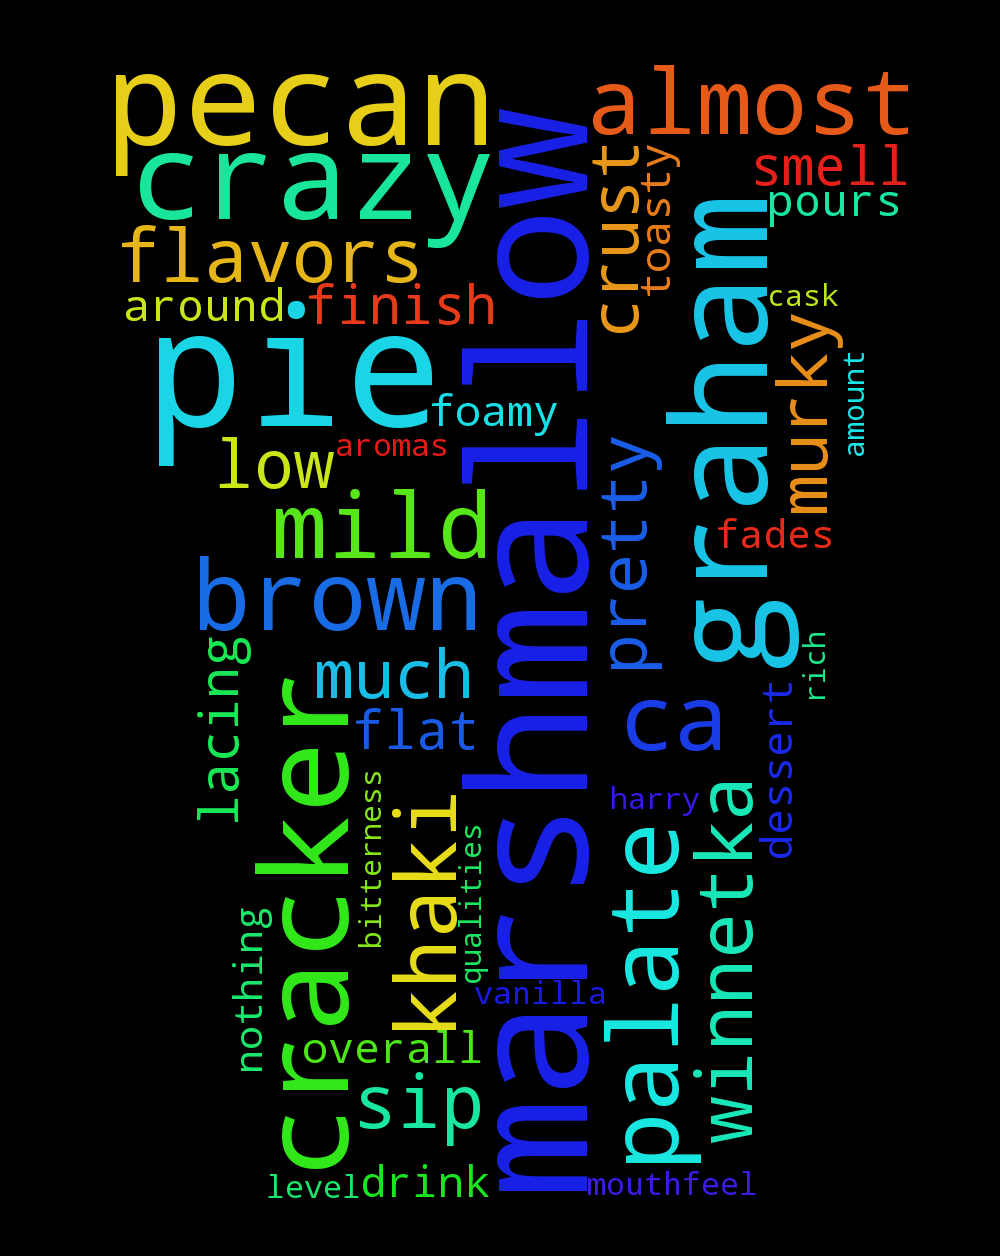 pecan
almost
crazy
marshmallow
crust
toasty
smell
pours
graham
flavors
around
finish
cask
pie
murky
foamy
amount
low
aromas
pretty
mild
fades
brown
lacing
much
rich
cracker
flat
ca
dessert
bitterness
khaki
harry
qualities
palate
winnetka
nothing
vanilla
overall
sip
level
drink
mouthfeel